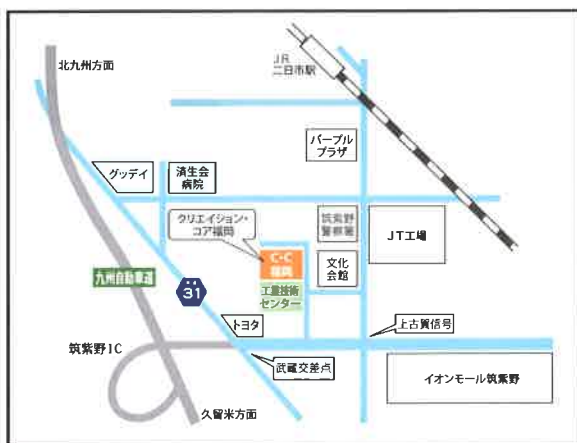 北九州方面
JR
二日市駅
パープル
プラザ
グッデイ
済生会
病院
クリエイション・
コア福岡
筑紫野
警察署
JT工場
C-C
福岡
文化
会館
九州自動車道
31
工業技術
センター
トヨタ
上古賀信号
筑紫野IC
武蔵交差点
イオンモール筑紫野
久留米方面